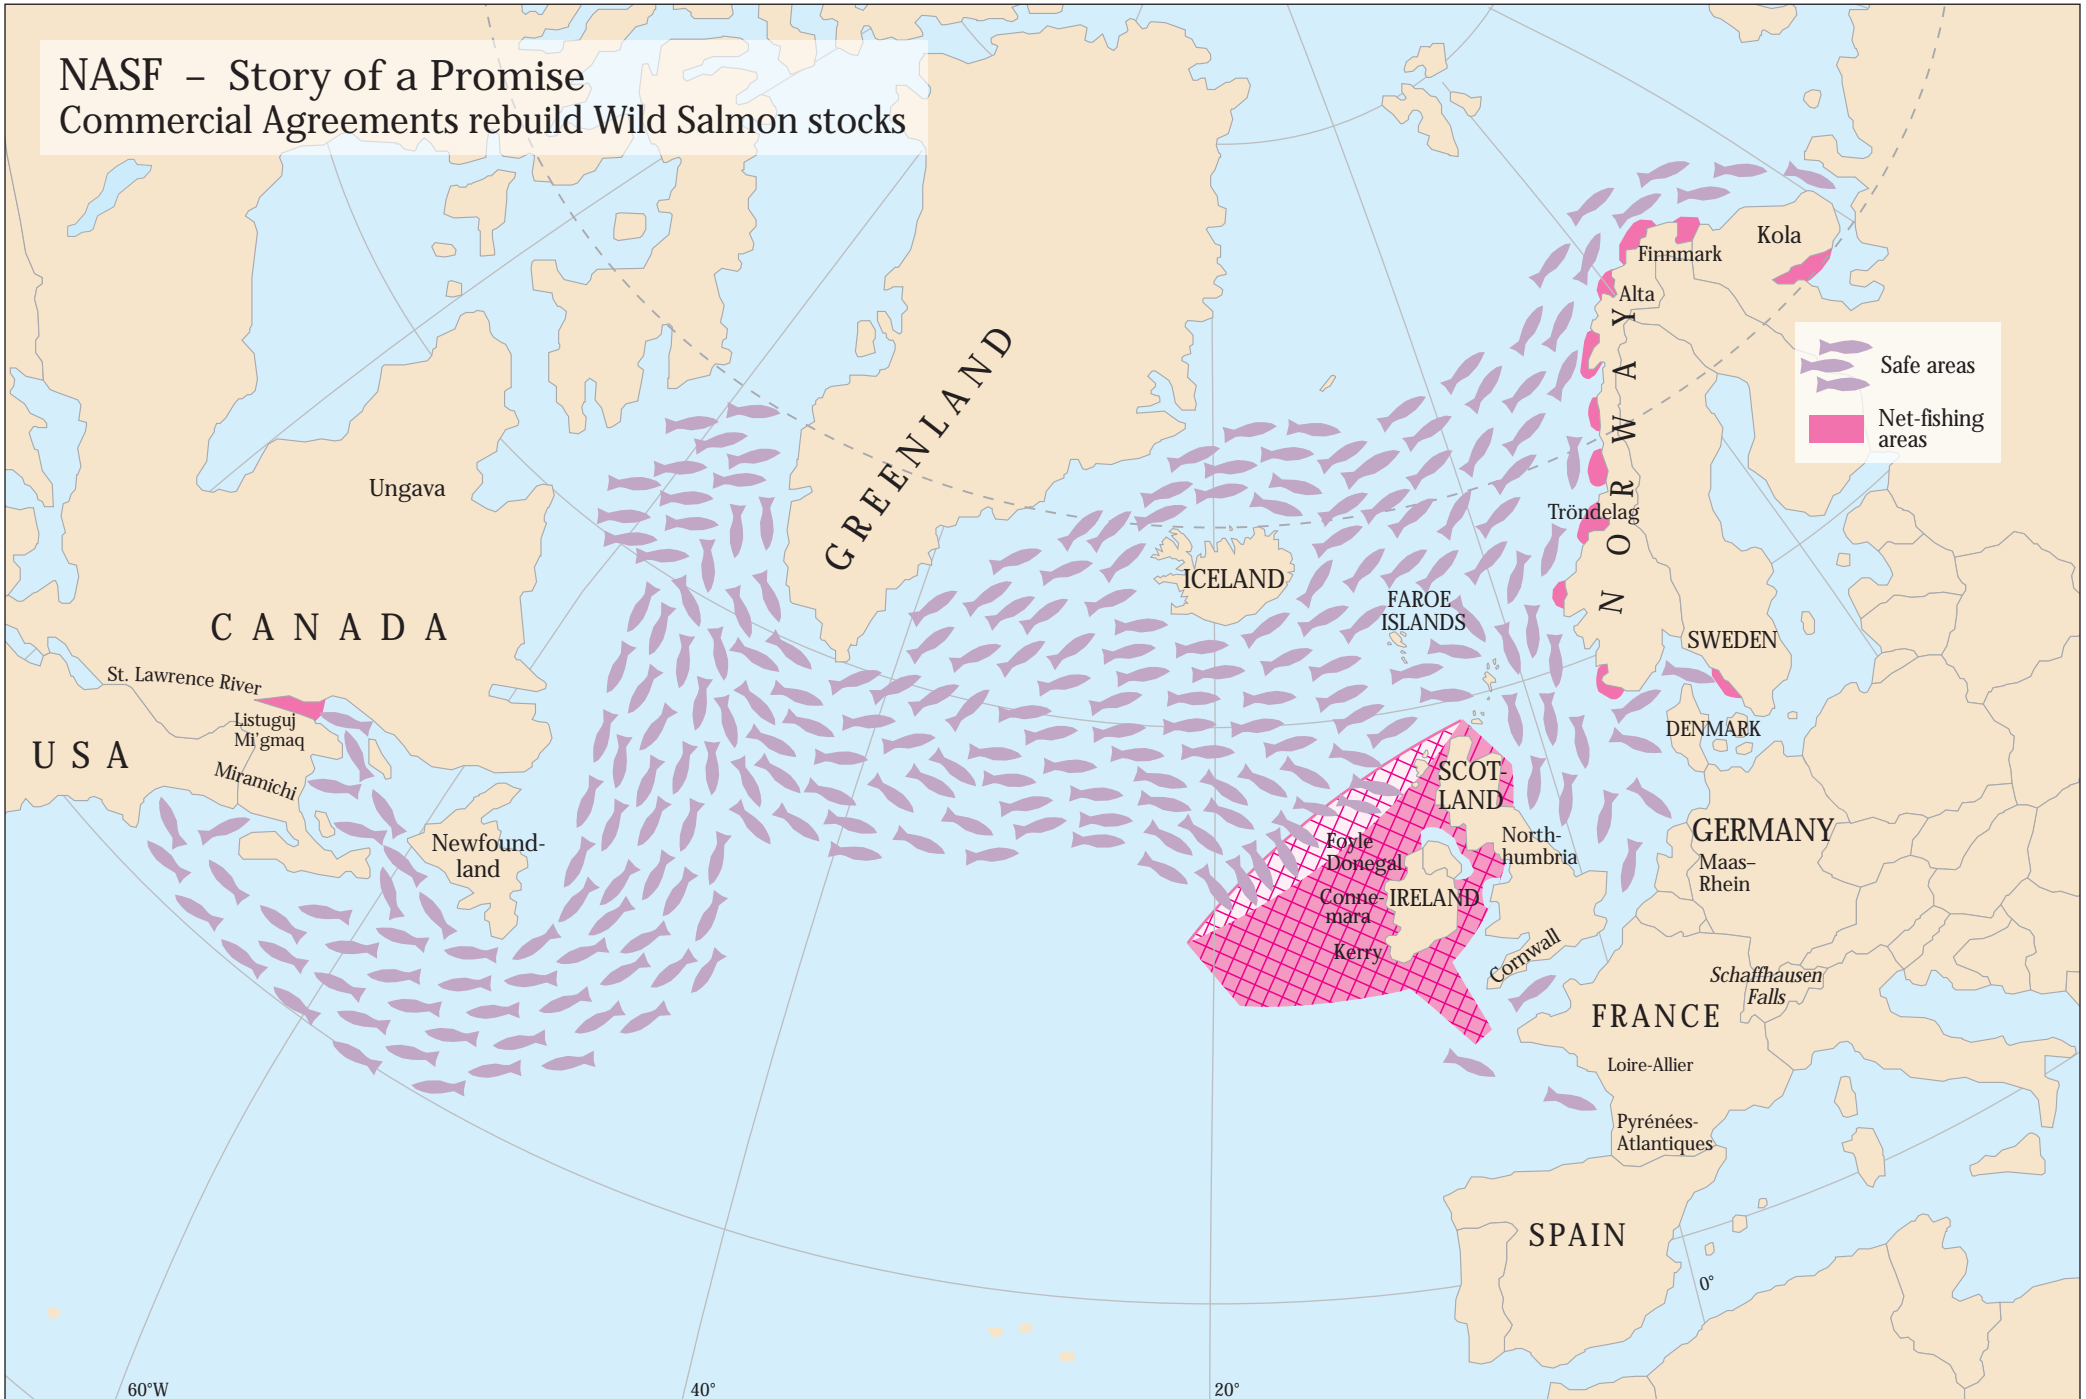 NASF – Story of a Promise
Commercial Agreements rebuild Wild Salmon stocks
Kola
Finnmark
Alta
NORWAY
Safe areas
Net-fishing
areas
GREENLAND
Ungava
Tröndelag
ICELAND
FAROE
ISLANDS
CANADA
SWEDEN
St. Lawrence River
Listuguj
Mi'gmaq
USA
Miramichi
DENMARK
SCOT-
LAND
Newfound-
land
Foyle
Donegal
North-
humbria
GERMANY
Maas–
Rhein
Conne-
mara
IRELAND
Kerry
Cornwall
Schaffhausen
Falls
FRANCE
Loire-Allier
Pyrénées-
Atlantiques
SPAIN
0°
60°W
40°
20°